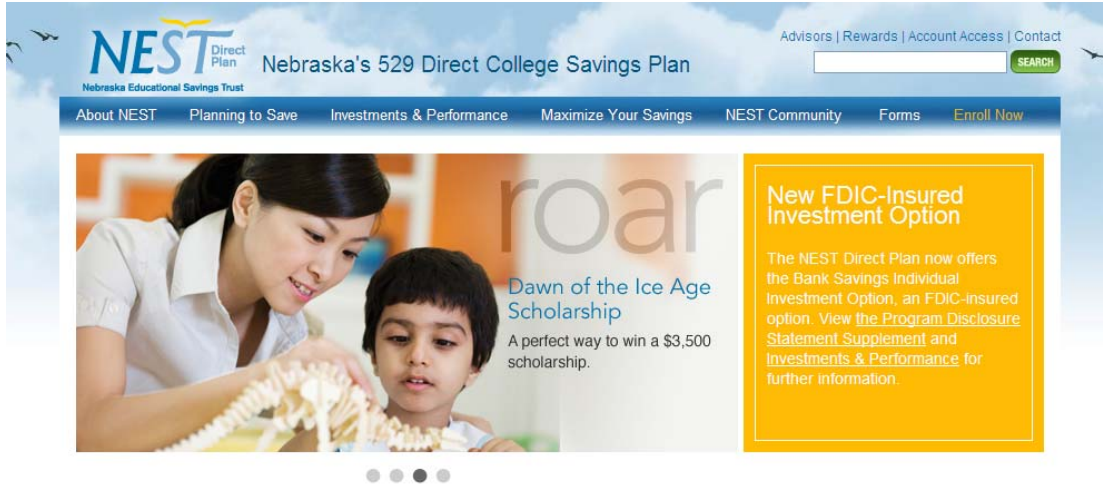 NEST Direct Plan
Nebraska Educational Savings Trust
Nebraska's 529 Direct College Savings Plan
Advisors | Rewards | Account Access | Contact
SEARCH
About NEST Planning to Save Investments & Performance Maximize Your Savings NEST Community Forms Enroll Now
roar
Dawn of the Ice Age
Scholarship
A perfect way to win a $3,500
scholarship.
New FDIC-Insured
Investment Option
The NEST Direct Plan now offers
the Bank Savings Individual
Investment Option, an FDIC-insured
option. View the Program Disclosure
Statement Supplement and
Investments & Performance for
further information.